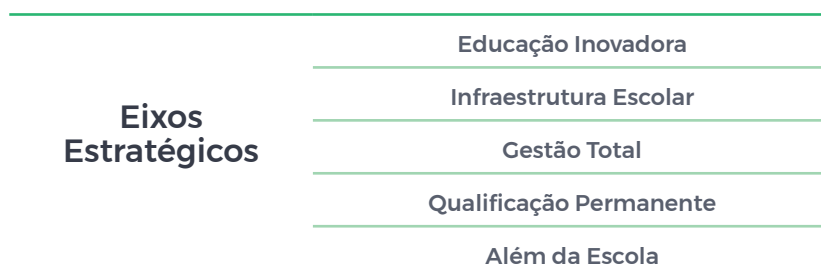 Eixos
Estratégicos
Educação Inovadora
Infraestrutura Escolar
Gestão Total
Qualificação Permanente
Além da Escola